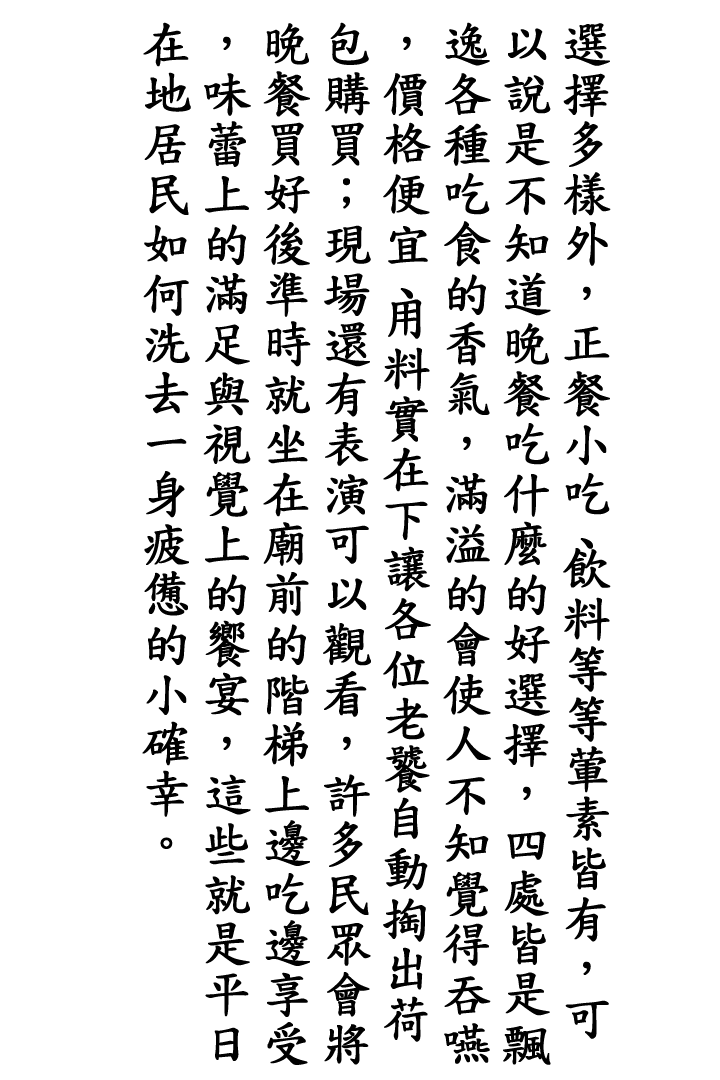 選擇多樣外，正餐小吃、飲料等等葷素皆有，可
以說是不知道晚餐吃什麼的好選擇，四處皆是飄
逸各種吃食的香氣，滿溢的會使人不知覺得吞嚥
，價格便宜、用料實在下讓各位老饕自動掏出荷
包購買；現場還有表演可以觀看，許多民眾會將
晚餐買好後準時就坐在廟前的階梯上邊吃邊享受
，味蕾上的滿足與視覺上的饗宴，這些就是平日
在地居民如何洗去一身疲憊的小確幸。